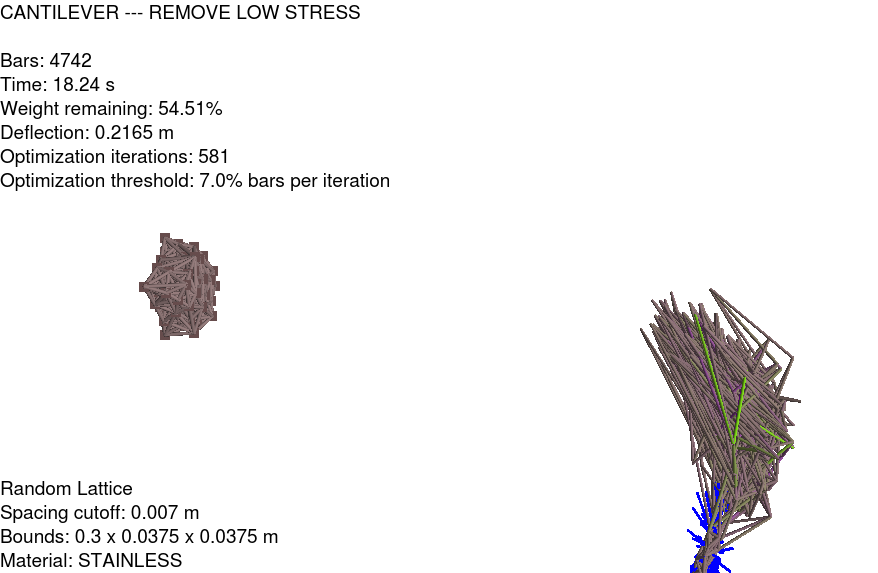 CANTILEVER --- REMOVE LOW STRESS
Bars: 4742
Time: 18.24 s
Weight remaining: 54.51%
Deflection: 0.2165 m
Optimization iterations: 581
Optimization threshold: 7.0% bars per iteration
Random Lattice
Spacing cutoff: 0.007 m
Bounds: 0.3 x 0.0375 x 0.0375 m
Material: STAINLESS